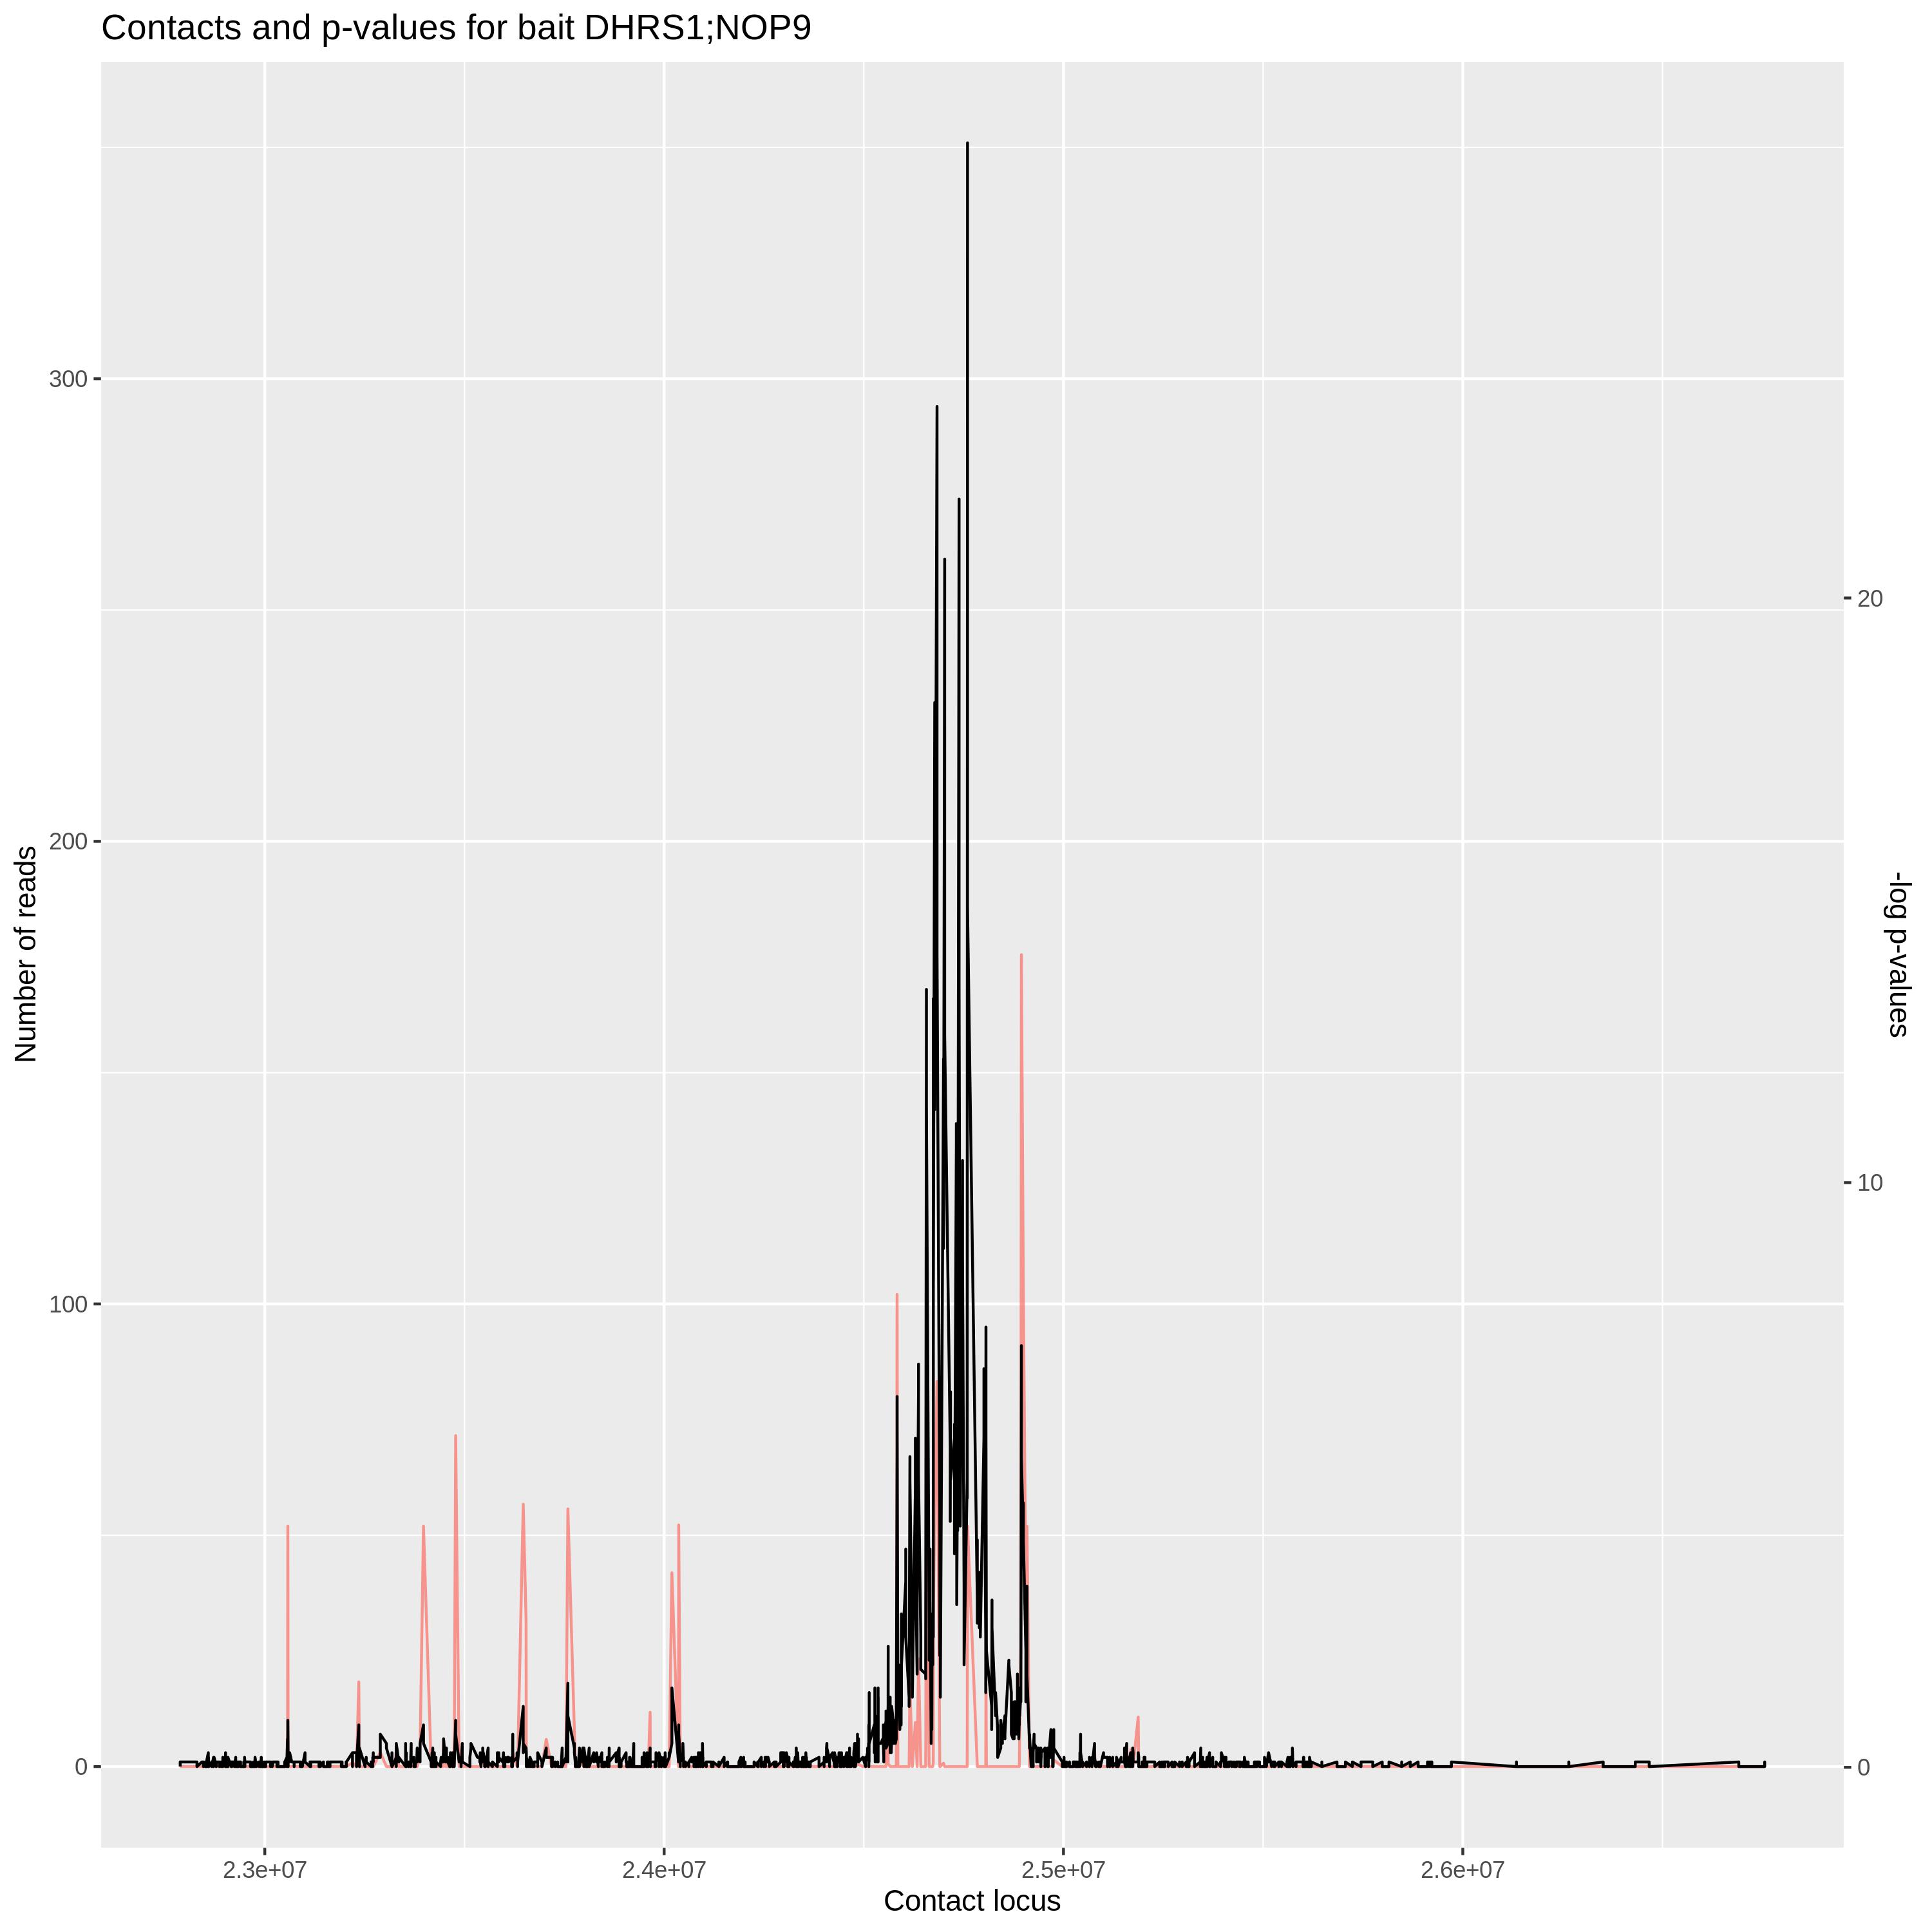 Contacts and p-values for bait DHRS1;NOP9
300
200
100
0
Number of reads
20
10
0
-log p-values
2.3e+07
2.4e+07
2.5e+07
2.6e+07
Contact locus